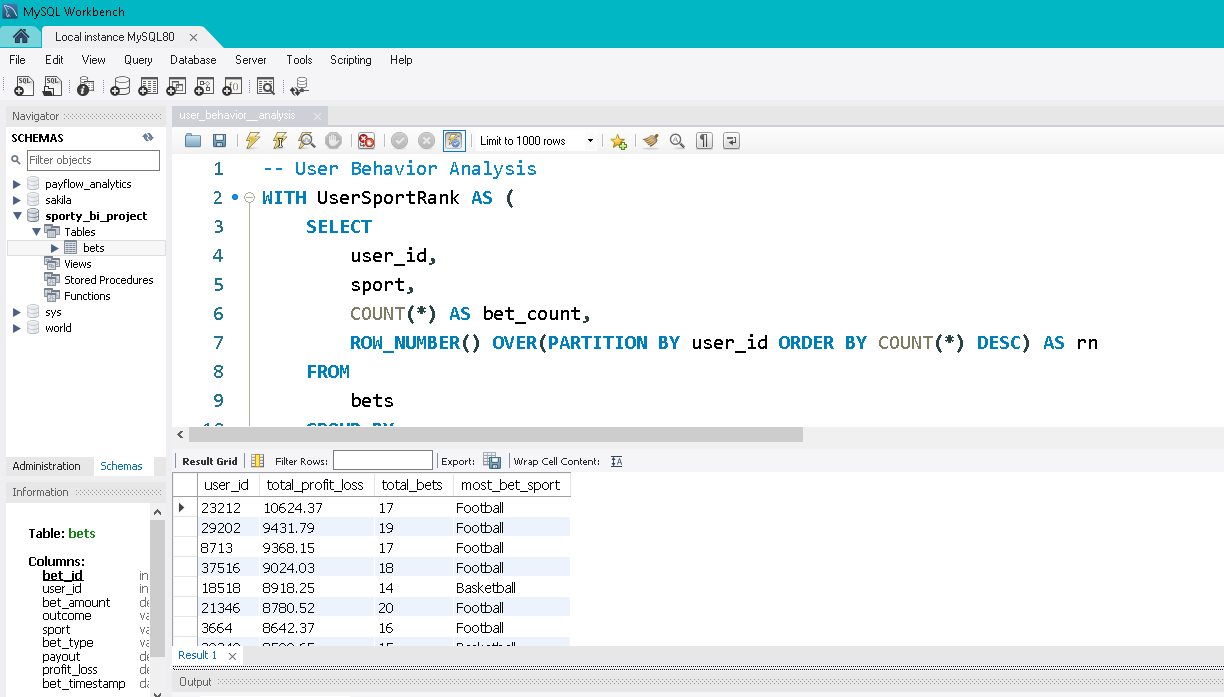 MySQL Workbench
Local instance MySQL80
File Edit View Query Database Server Tools Scripting Help
Navigator
SCHEMAS
Filter objects
payflow_analytics
sakila
sporty_bi_project
Tables
bets
Views
Stored Procedures
Functions
sys
world
Administration Schemas
Information
Table: bets
Columns:
bet_id in
user_id in
bet_amount de
outcome va
sport va
bet_type va
payout de
profit_loss de
bet_timestamp da
user_behavior__analysis
Limit to 1000 rows
1 -- User Behavior Analysis
2 WITH UserSportRank AS (
3 SELECT
4 user_id,
5 sport,
6 COUNT(*) AS bet_count,
7 ROW_NUMBER() OVER(PARTITION BY user_id ORDER BY COUNT(*) DESC) AS rn
8 FROM
9 bets
10 GROUP BY
Result Grid Filter Rows: Export: Wrap Cell Content:
user_id total_profit_loss total_bets most_bet_sport
23212 10624.37 17 Football
29202 9431.79 19 Football
8713 9368.15 17 Football
37516 9024.03 18 Football
18518 8918.25 14 Basketball
21346 8780.52 20 Football
3664 8642.37 16 Football
15 Basketball
Result 1
Output